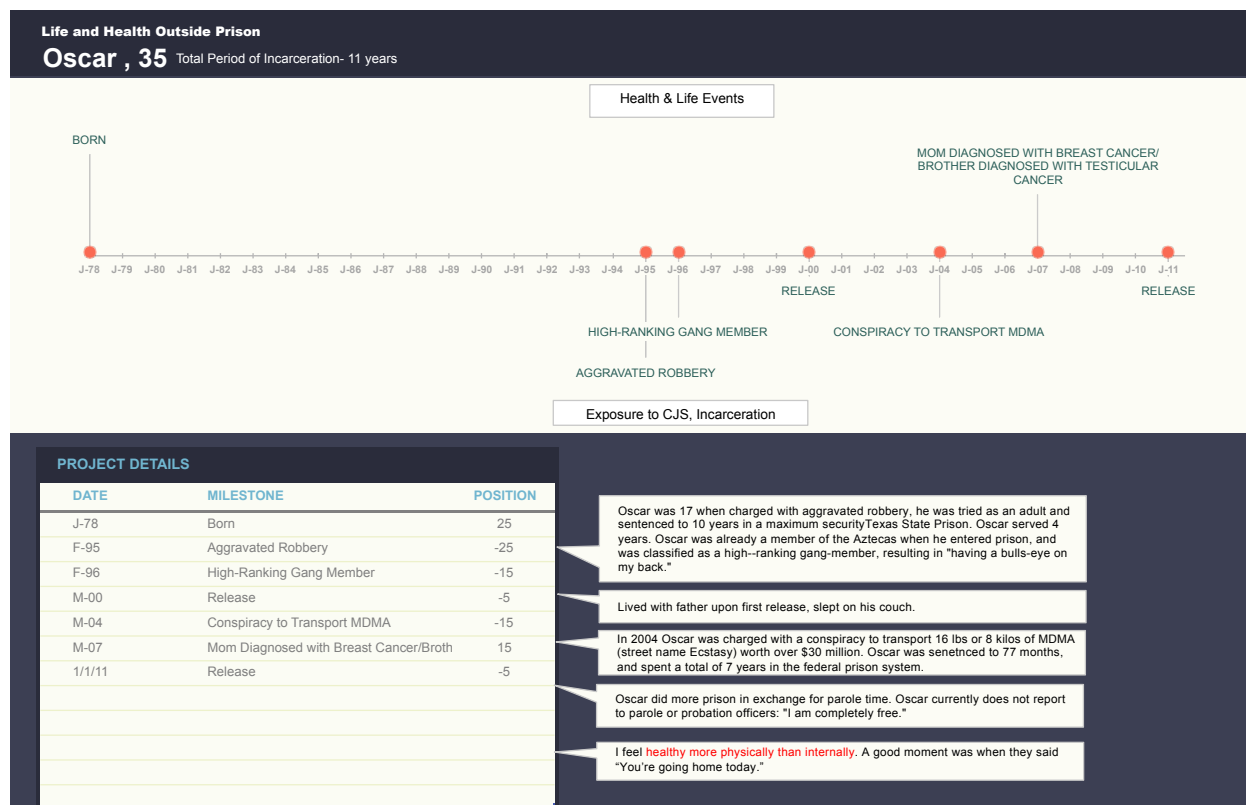 Life and Health Outside Prison
Oscar , 35 Total Period of Incarceration- 11 years
Health & Life Events
BORN
MOM DIAGNOSED WITH BREAST CANCER/
BROTHER DIAGNOSED WITH TESTICULAR
CANCER
J-78 J-79 J-80 J-81 J-82 J-83 J-84 J-85 J-86 J-87 J-88 J-89 J-90 J-91 J-92 J-93 J-94 J-95 J-96 J-97 J-98 J-99 J-00 J-01 J-02 J-03 J-04 J-05 J-06 J-07 J-08 J-09 J-10 J-11
RELEASE RELEASE
HIGH-RANKING GANG MEMBER CONSPIRACY TO TRANSPORT MDMA
AGGRAVATED ROBBERY
Exposure to CJS, Incarceration
PROJECT DETAILS
DATE MILESTONE POSITION
J-78 Born 25
F-95 Aggravated Robbery -25
F-96 High-Ranking Gang Member -15
M-00 Release -5
M-04 Conspiracy to Transport MDMA -15
M-07 Mom Diagnosed with Breast Cancer/Broth 15
1/1/11 Release -5
Oscar was 17 when charged with aggravated robbery, he was tried as an adult and
sentenced to 10 years in a maximum securityTexas State Prison. Oscar served 4
years. Oscar was already a member of the Aztecas when he entered prison, and
was classified as a high--ranking gang-member, resulting in "having a bulls-eye on
my back."
Lived with father upon first release, slept on his couch.
In 2004 Oscar was charged with a conspiracy to transport 16 lbs or 8 kilos of MDMA
(street name Ecstasy) worth over $30 million. Oscar was senetnced to 77 months,
and spent a total of 7 years in the federal prison system.
Oscar did more prison in exchange for parole time. Oscar currently does not report
to parole or probation officers: "I am completely free."
I feel healthy more physically than internally. A good moment was when they said
“You’re going home today.”